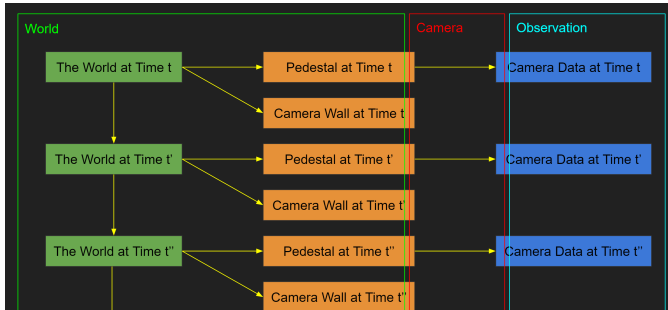 World
Camera
Observation
The World at Time t
Pedestal at Time t
Camera Data at Time t
Camera Wall at Time t
The World at Time t’
Pedestal at Time t’
Camera Data at Time t’
Camera Wall at Time t’
The World at Time t’’
Pedestal at Time t’’
Camera Data at Time t’’
Camera Wall at Time t’’